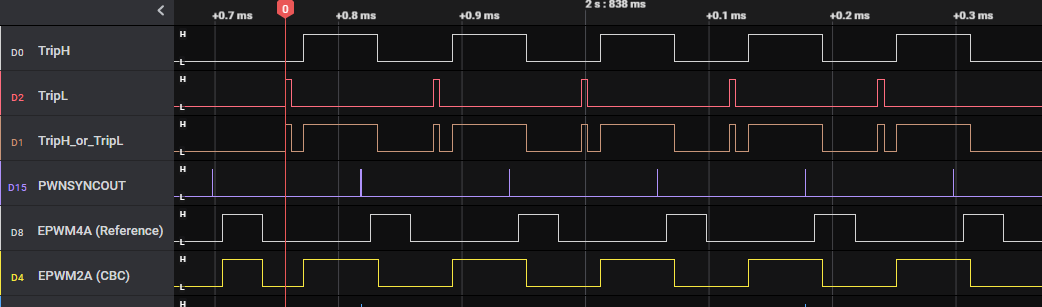 2 s : 838 ms
0
+0.7 ms +0.8 ms +0.9 ms +0.1 ms +0.2 ms +0.3 ms
H
D0 TripH
L
H
D2 TripL
L
H
D1 TripH_or_TripL
L
H
D15 PWNSYNCOUT
L
H
D8 EPWM4A (Reference)
L
H
D4 EPWM2A (CBC)
L
H